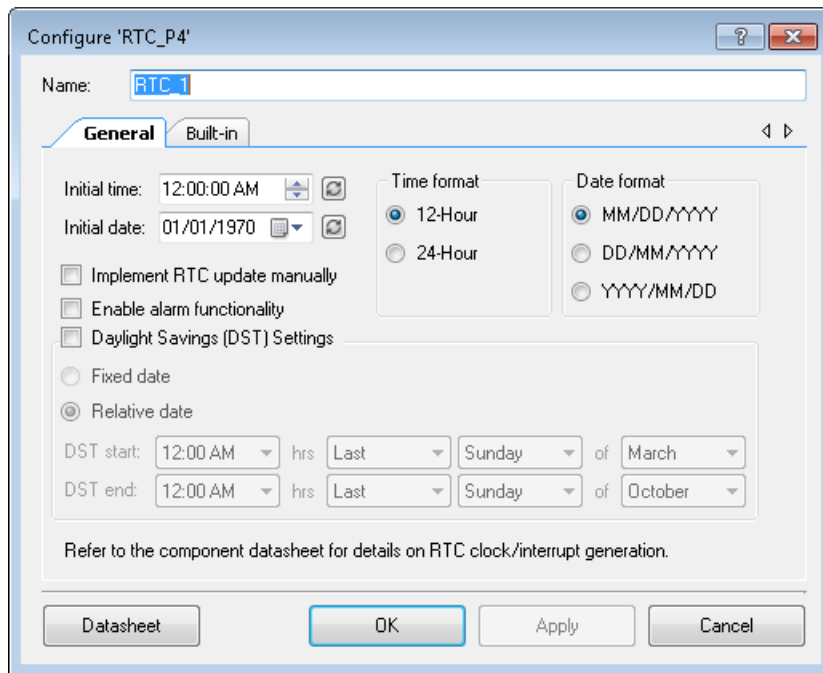 Configure 'RTC_P4'
Name: RTC_1
General Built-in
Initial time: 12:00:00 AM
Initial date: 01/01/1970
Time format
12-Hour
24-Hour
Date format
MM/DD/YYYY
DD/MM/YYYY
YYYY/MM/DD
Implement RTC update manually
Enable alarm functionality
Daylight Savings (DST) Settings
Fixed date
Relative date
DST start: 12:00 AM hrs Last Sunday of March
DST end: 12:00 AM hrs Last Sunday of October
Refer to the component datasheet for details on RTC clock/interrupt generation.
Datasheet OK Apply Cancel